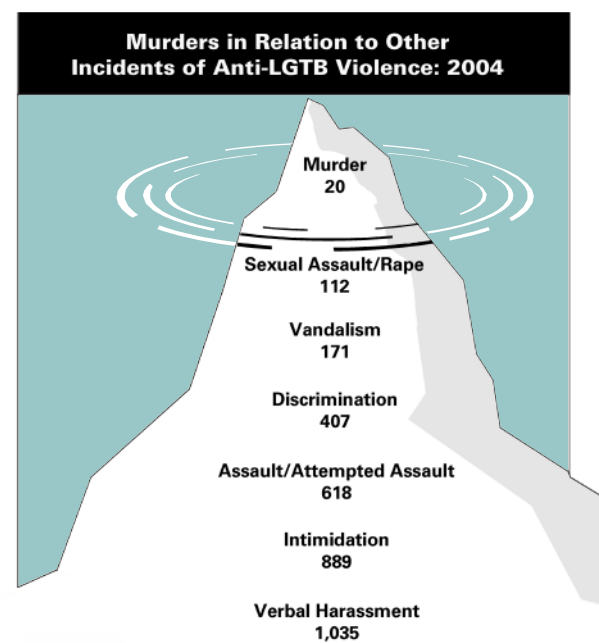 Murders in Relation to Other
Incidents of Anti-LGTB Violence: 2004
Murder
20
Sexual Assault/Rape
112
Vandalism
171
Discrimination
407
Assault/Attempted Assault
618
Intimidation
889
Verbal Harassment
1,035